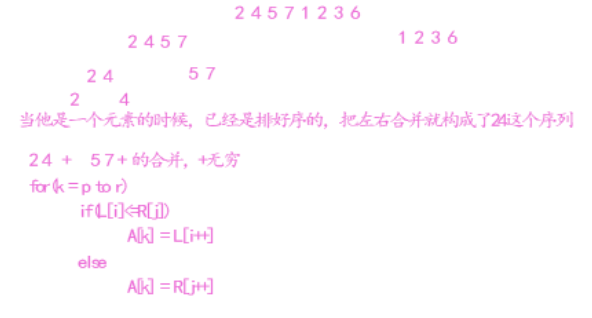 2 4 5 7 1 2 3 6
2 4 5 7
1 2 3 6
2 4
5 7
2 4
当他是一个元素的时候，已经是排好序的，把左右合并就构成了24这个序列
2 4 + 5 7 + 的合并，+无穷
for(k = p to r)
if(L[i]<=R[j])
A[k] = L[i++]
else
A[k] = R[j++]